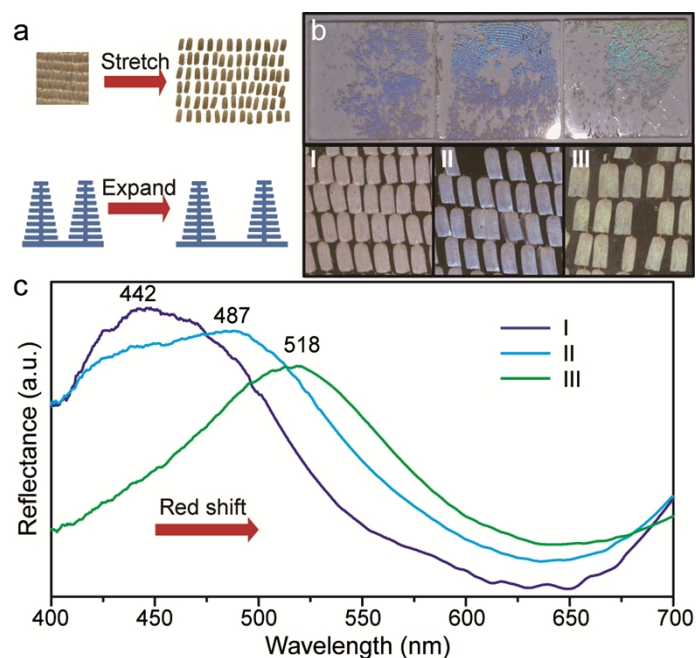 a
Stretch
Expand
b
I
II
III
c
442
487
518
I
II
III
Red shift
Reflectance (a.u.)
400
450
500
550
600
650
700
Wavelength (nm)